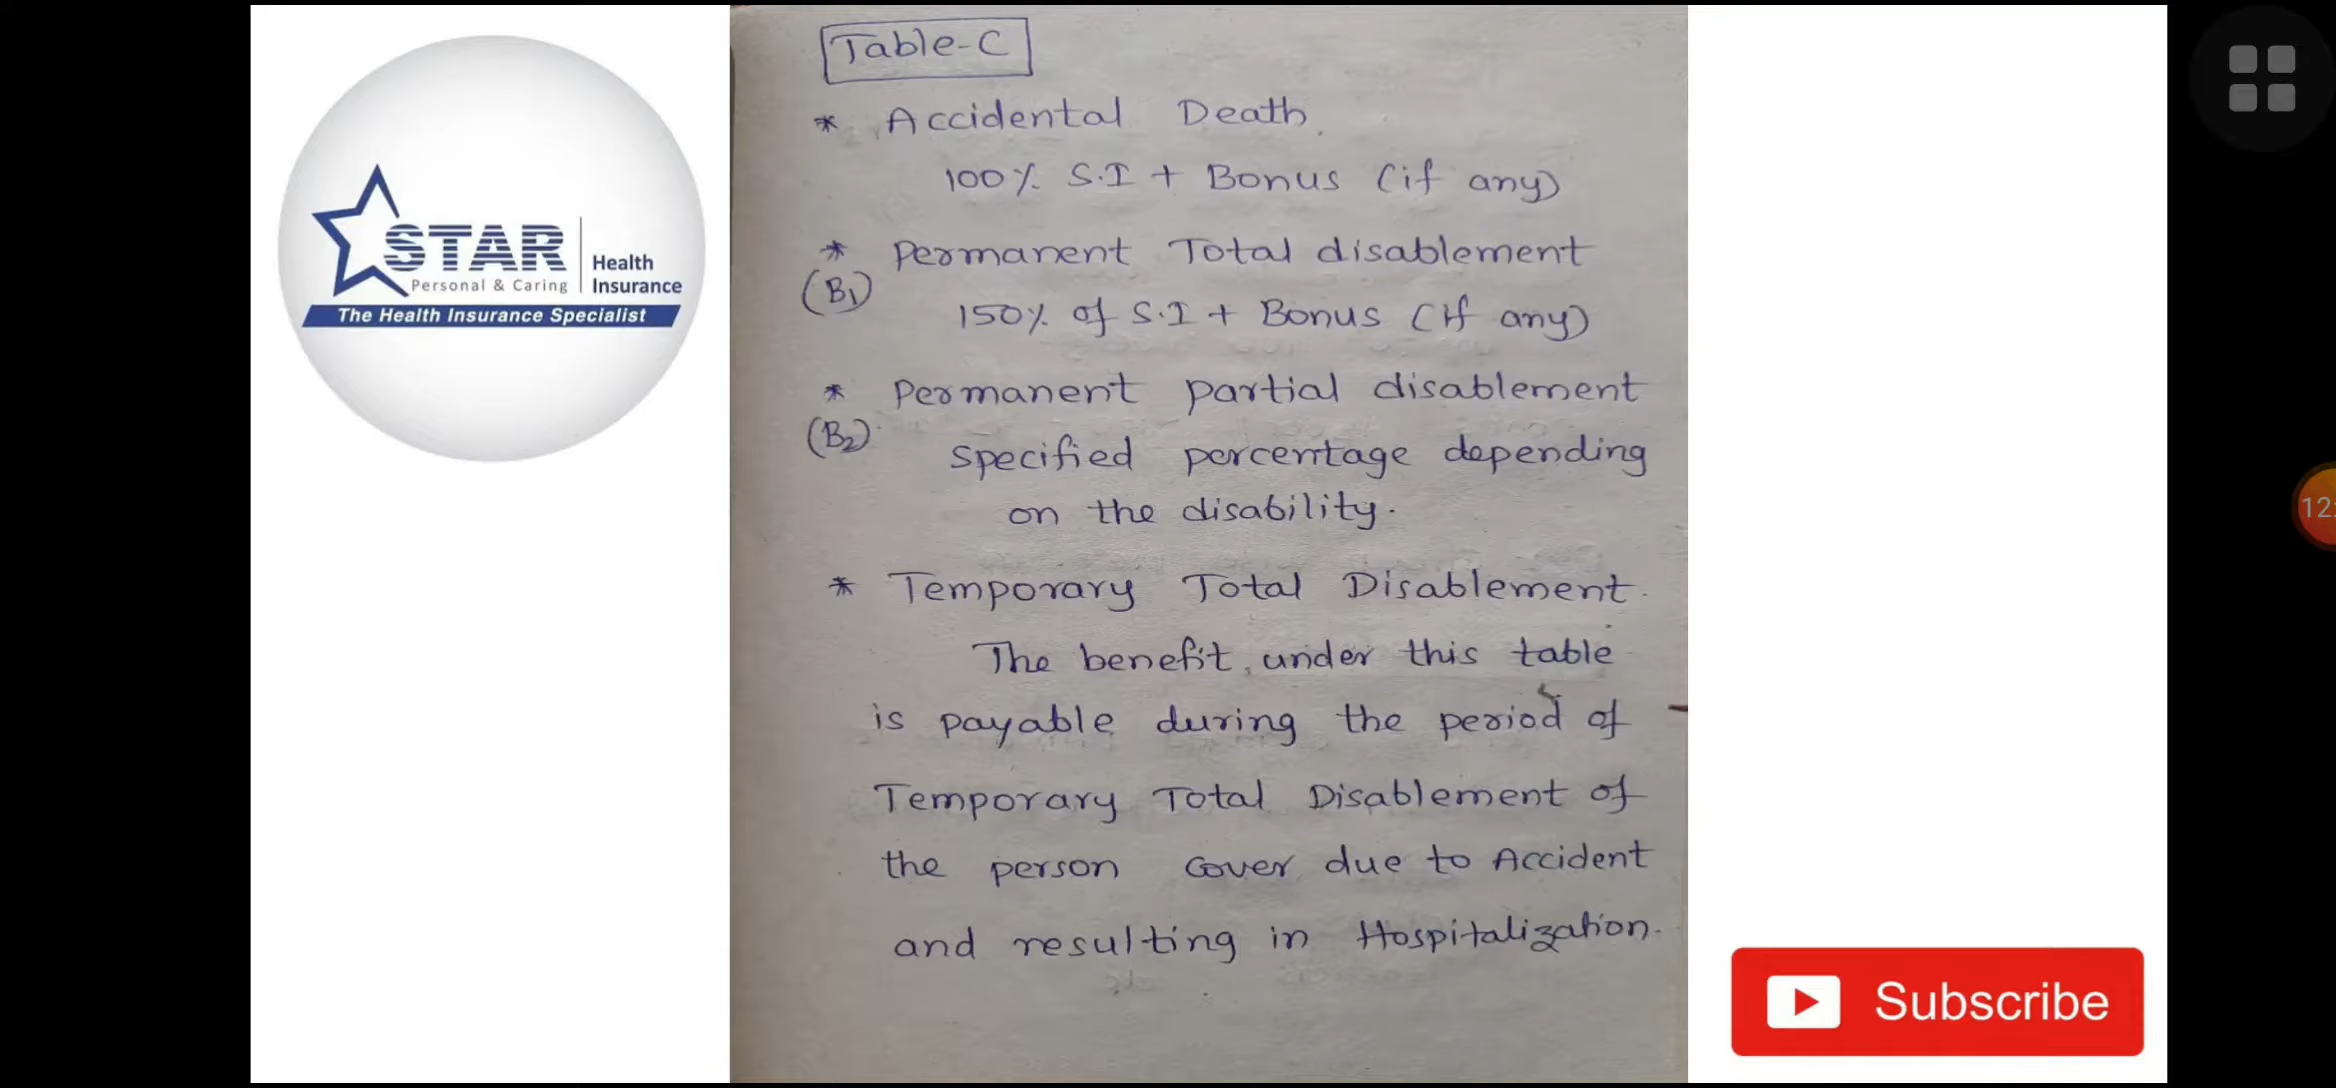 STAR
Health
Insurance
Personal & Caring
The Health Insurance Specialist
Table-C
* Accidental Death
100% S.I + Bonus (if any)
* Permanent Total disablement
(B1)
150% of S.I + Bonus (if any)
* Permanent partial disablement
(B2)
specified percentage depending
on the disability.
* Temporary Total Disablement.
The benefit under this table
is payable during the period of
Temporary Total Disablement of
the person cover due to Accident
and resulting in Hospitalization.
12:
Subscribe